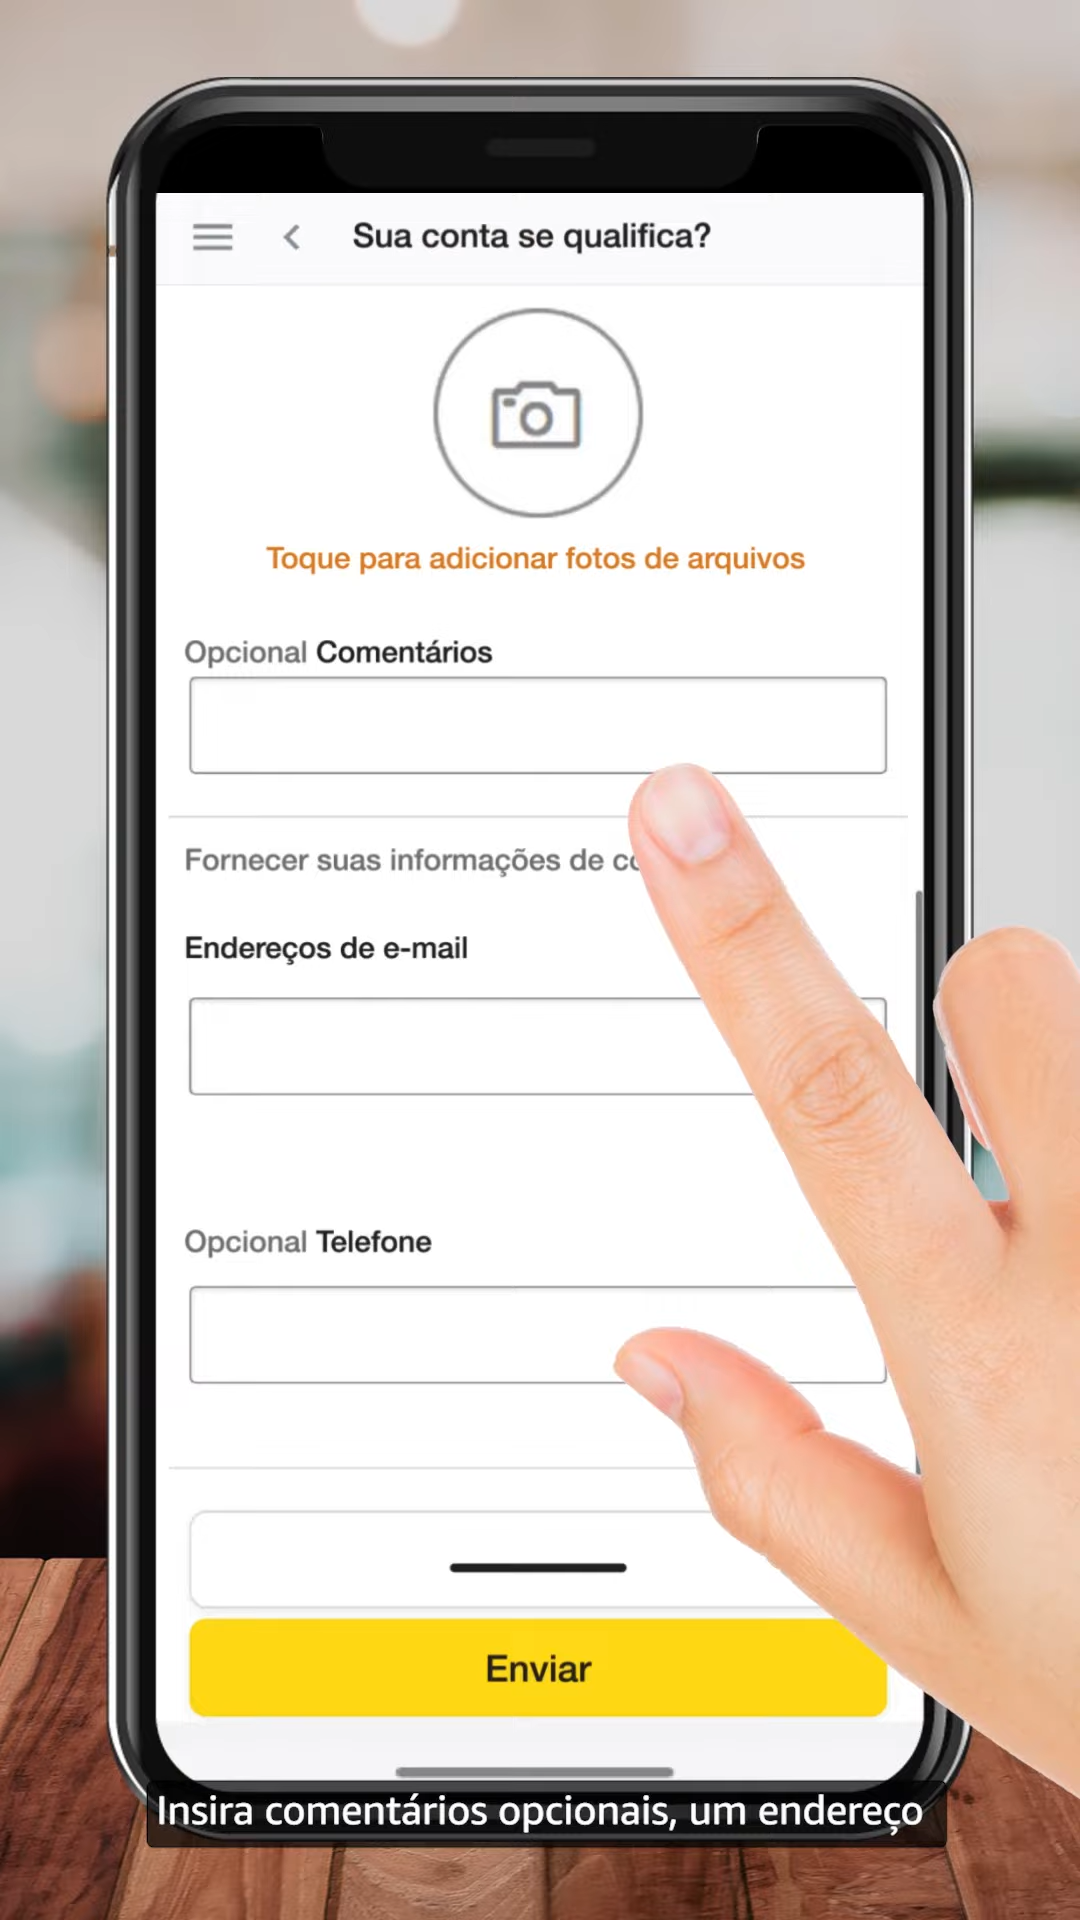 Sua conta se qualifica?
Toque para adicionar fotos de arquivos
Opcional Comentários
Fornecer suas informações de
Endereços de e-mail
Opcional Telefone
Enviar
Insira comentários opcionais, um endereço